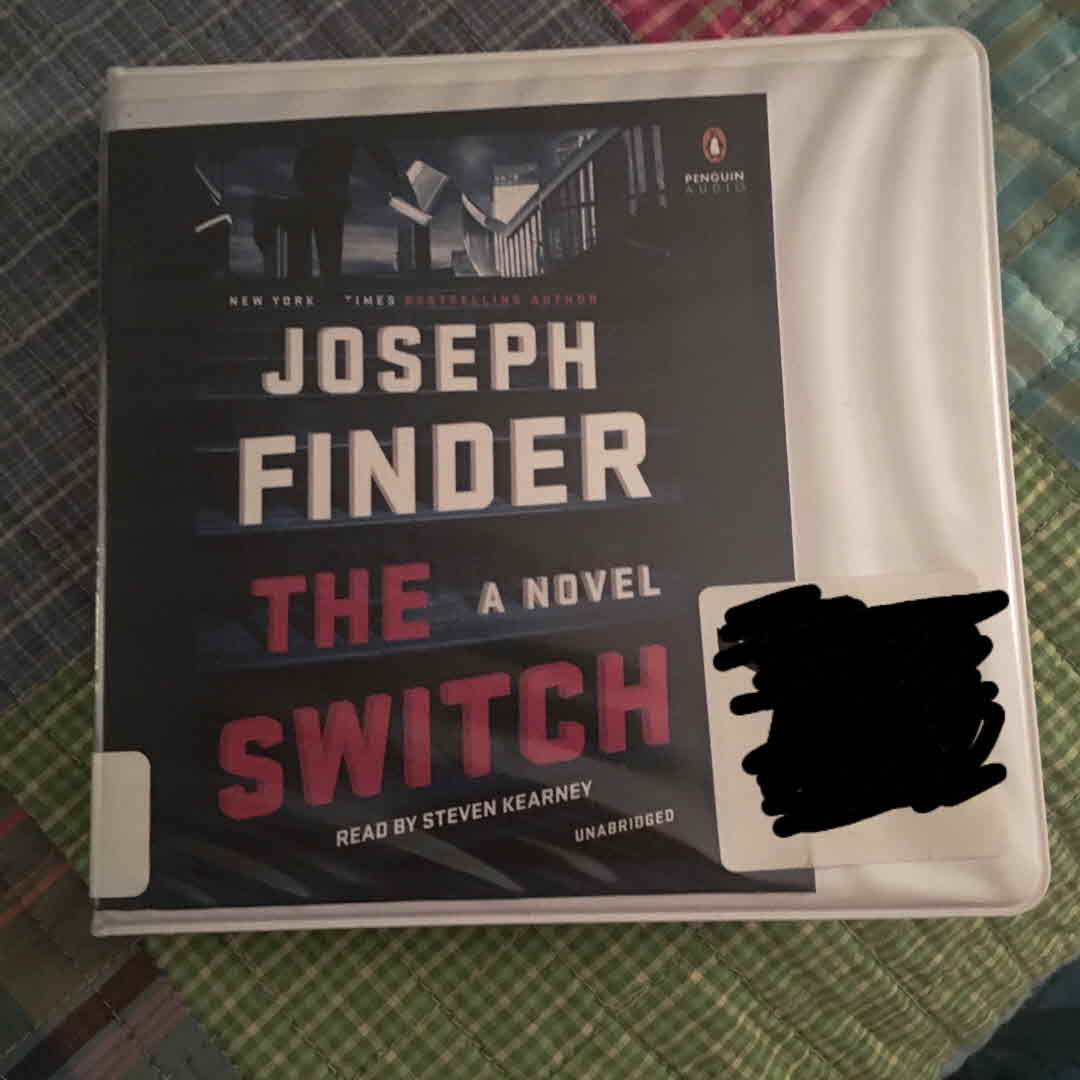 PENGUIN
AUDIO
NEW YORK TIMES BESTSELLING AUTHOR
JOSEPH
FINDER
THE A NOVEL
SWITCH
READ BY STEVEN KEARNEY
UNABRIDGED